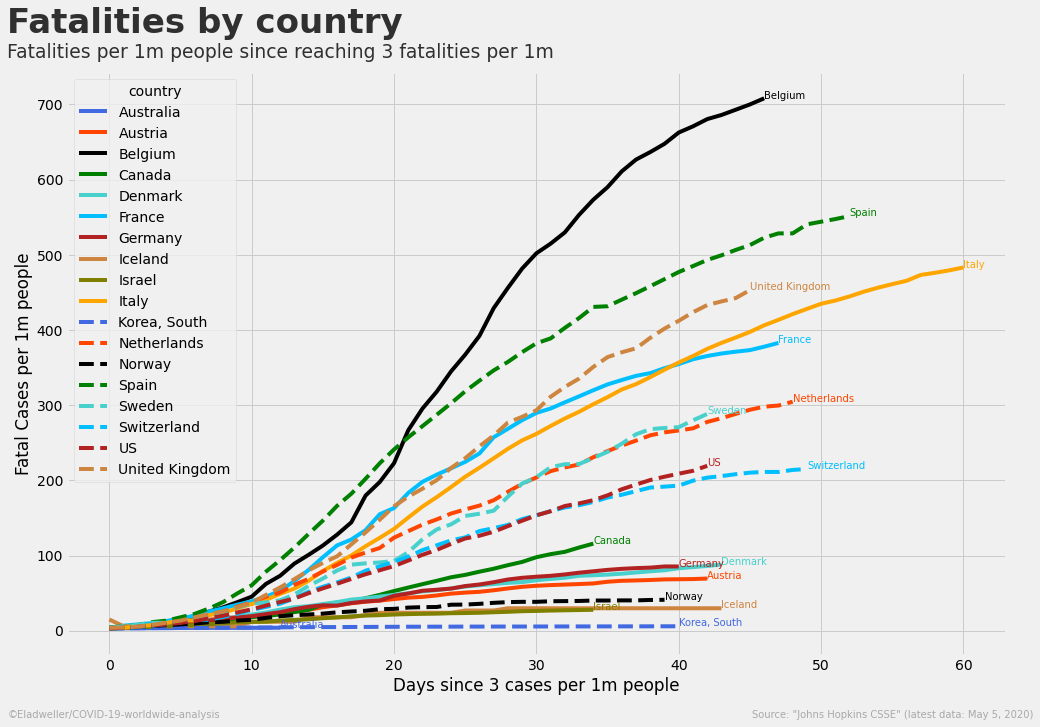 Fatalities by country
Fatalities per 1m people since reaching 3 fatalities per 1m
country
Australia
Austria
Belgium
Canada
Denmark
France
Germany
Iceland
Israel
Italy
Korea, South
Netherlands
Norway
Spain
Sweden
Switzerland
US
United Kingdom
Fatal Cases per 1m people
700
600
500
400
300
200
100
0
Belgium
Spain
Italy
United Kingdom
France
Netherlands
Sweden
US
Switzerland
Canada
Germany
Denmark
Austria
Norway
Iceland
Israel
Australia
Korea, South
0 10 20 30 40 50 60
Days since 3 cases per 1m people
©Eladweller/COVID-19-worldwide-analysis
Source: "Johns Hopkins CSSE" (latest data: May 5, 2020)